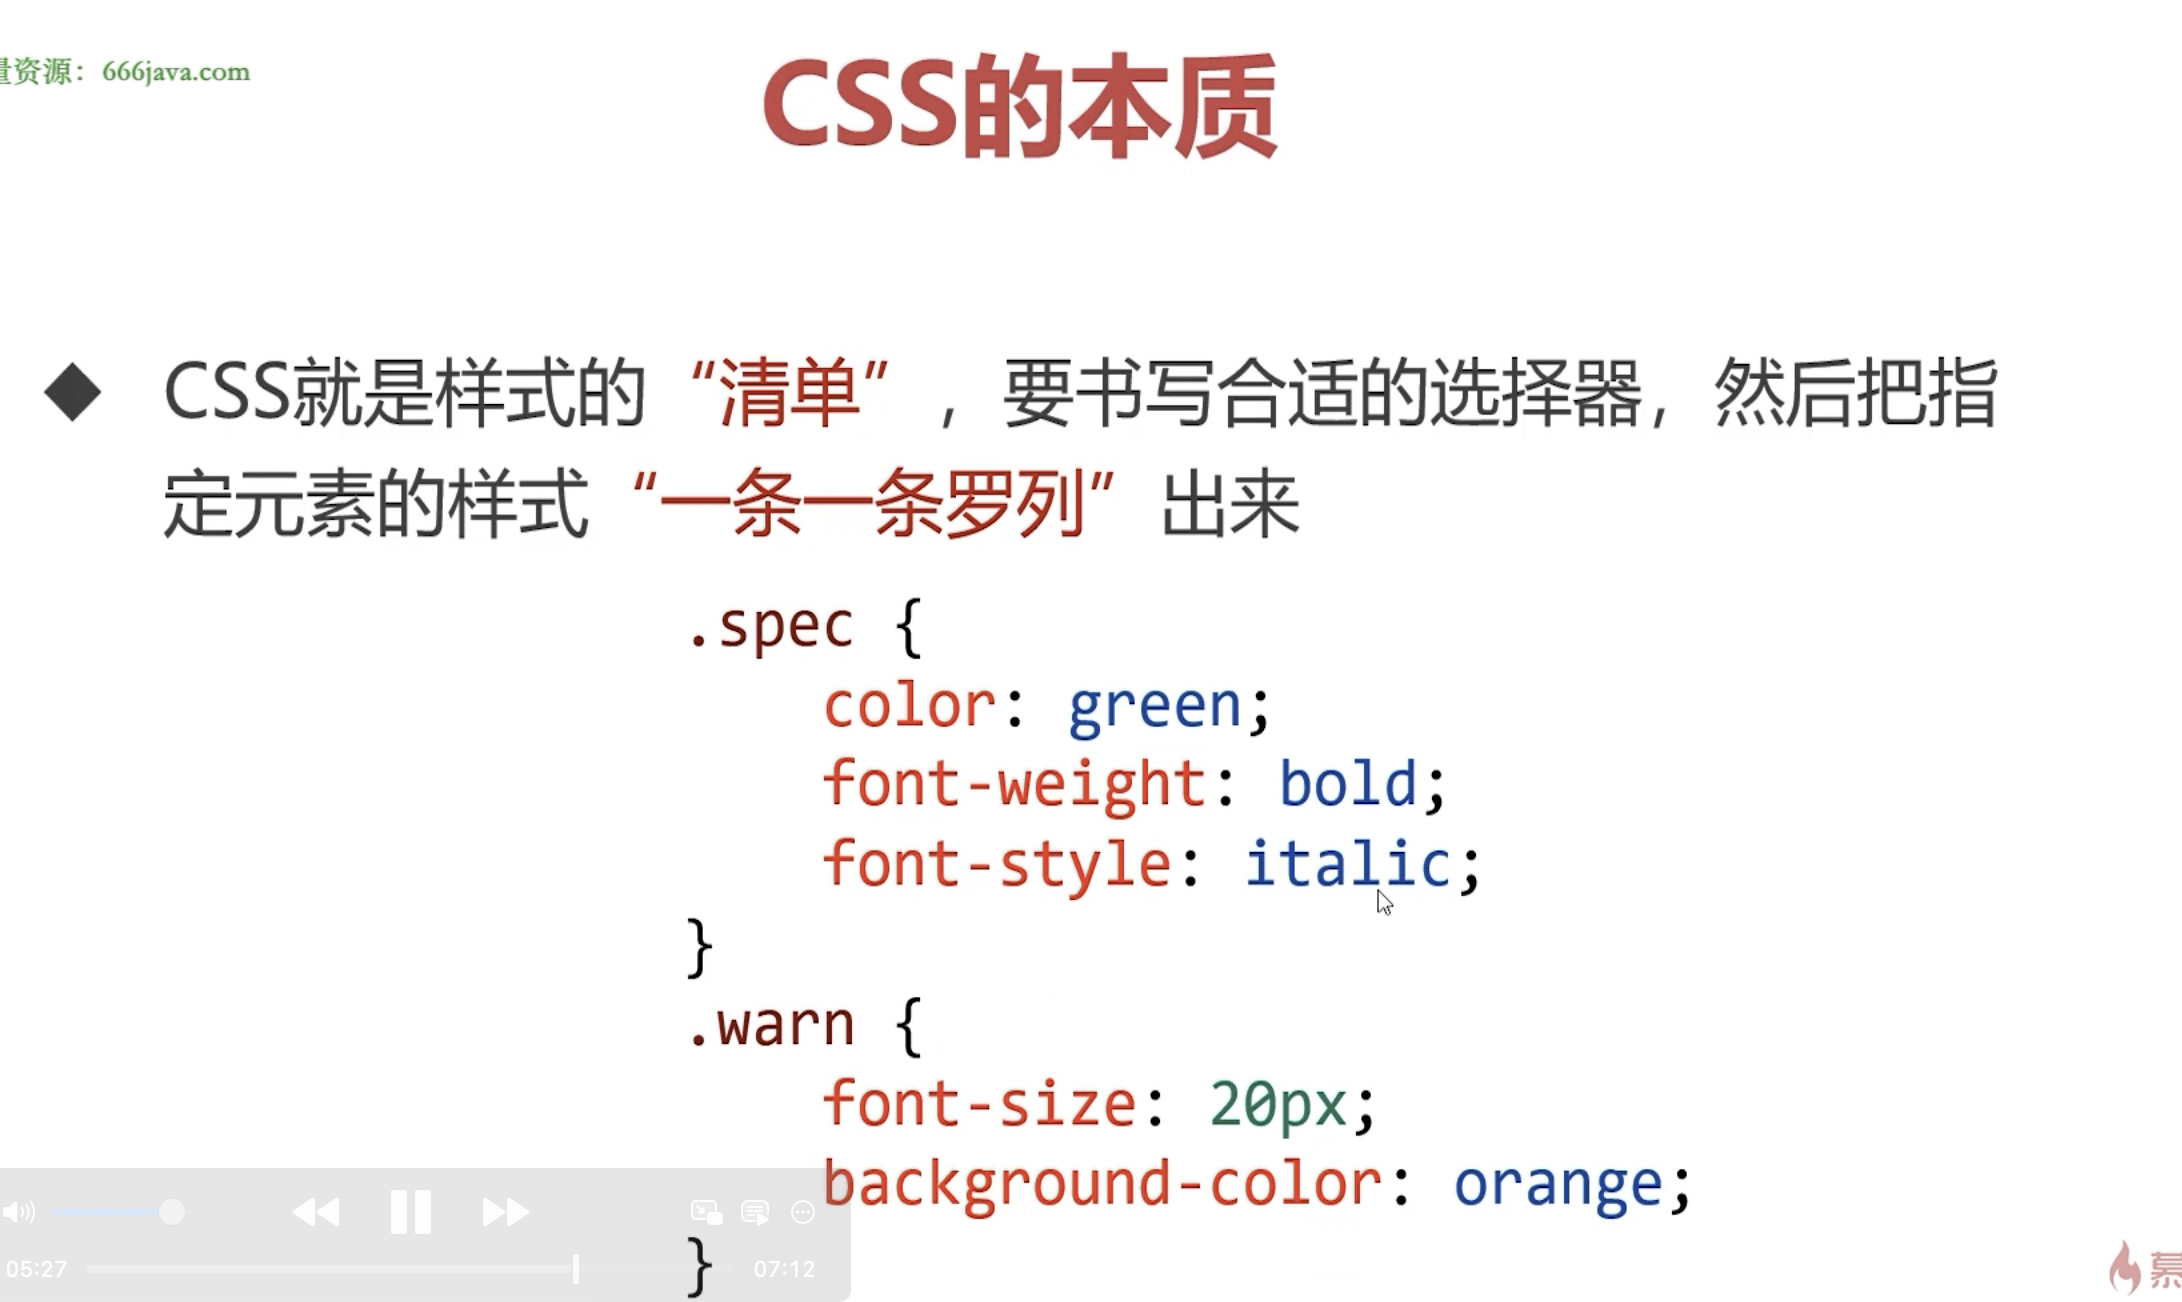 量资源：666java.com
CSS的本质
◆ CSS就是样式的“清单”，要书写合适的选择器，然后把指
定元素的样式“一条一条罗列”出来
.spec {
color: green;
font-weight: bold;
font-style: italic;
}
.warn {
font-size: 20px;
background-color: orange;
}
05:27
07:12
慕